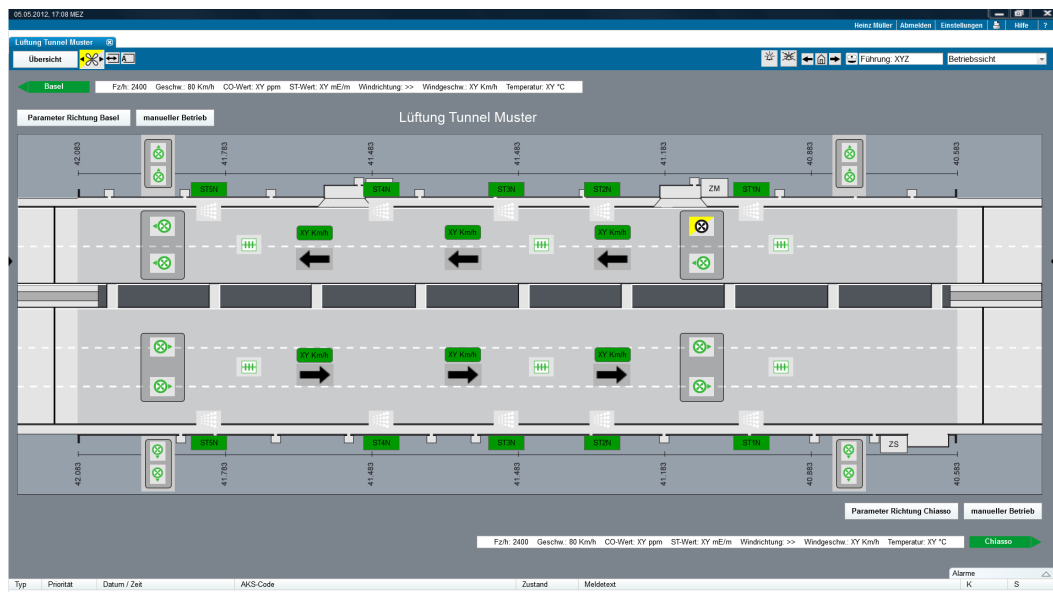 05.05.2012, 17:08 MEZ
Heinz Müller Abmelden Einstellungen Hilfe ?
Lüftung Tunnel Muster
Übersicht A Führung: XYZ Betriebssicht
Basel Fz/h: 2400 Geschw.: 80 Km/h CO-Wert: XY ppm ST-Wert: XY mE/m Windrichtung: >> Windgeschw.: XY Km/h Temperatur: XY °C
Parameter Richtung Basel manueller Betrieb Lüftung Tunnel Muster
42.083 41.783 41.483 41.483 41.183 40.883 40.583
ST5N ST4N ST3N ST2N ZM ST1N
XY Km/h XY Km/h XY Km/h
XY Km/h XY Km/h XY Km/h
ST5N ST4N ST3N ST2N ST1N ZS
42.083 41.783 41.483 41.483 41.183 40.883 40.583
Parameter Richtung Chiasso manueller Betrieb
Fz/h: 2400 Geschw.: 80 Km/h CO-Wert: XY ppm ST-Wert: XY mE/m Windrichtung: >> Windgeschw.: XY Km/h Temperatur: XY °C Chiasso
Alarme
Typ Priorität Datum / Zeit AKS-Code Zustand Meldetext K S